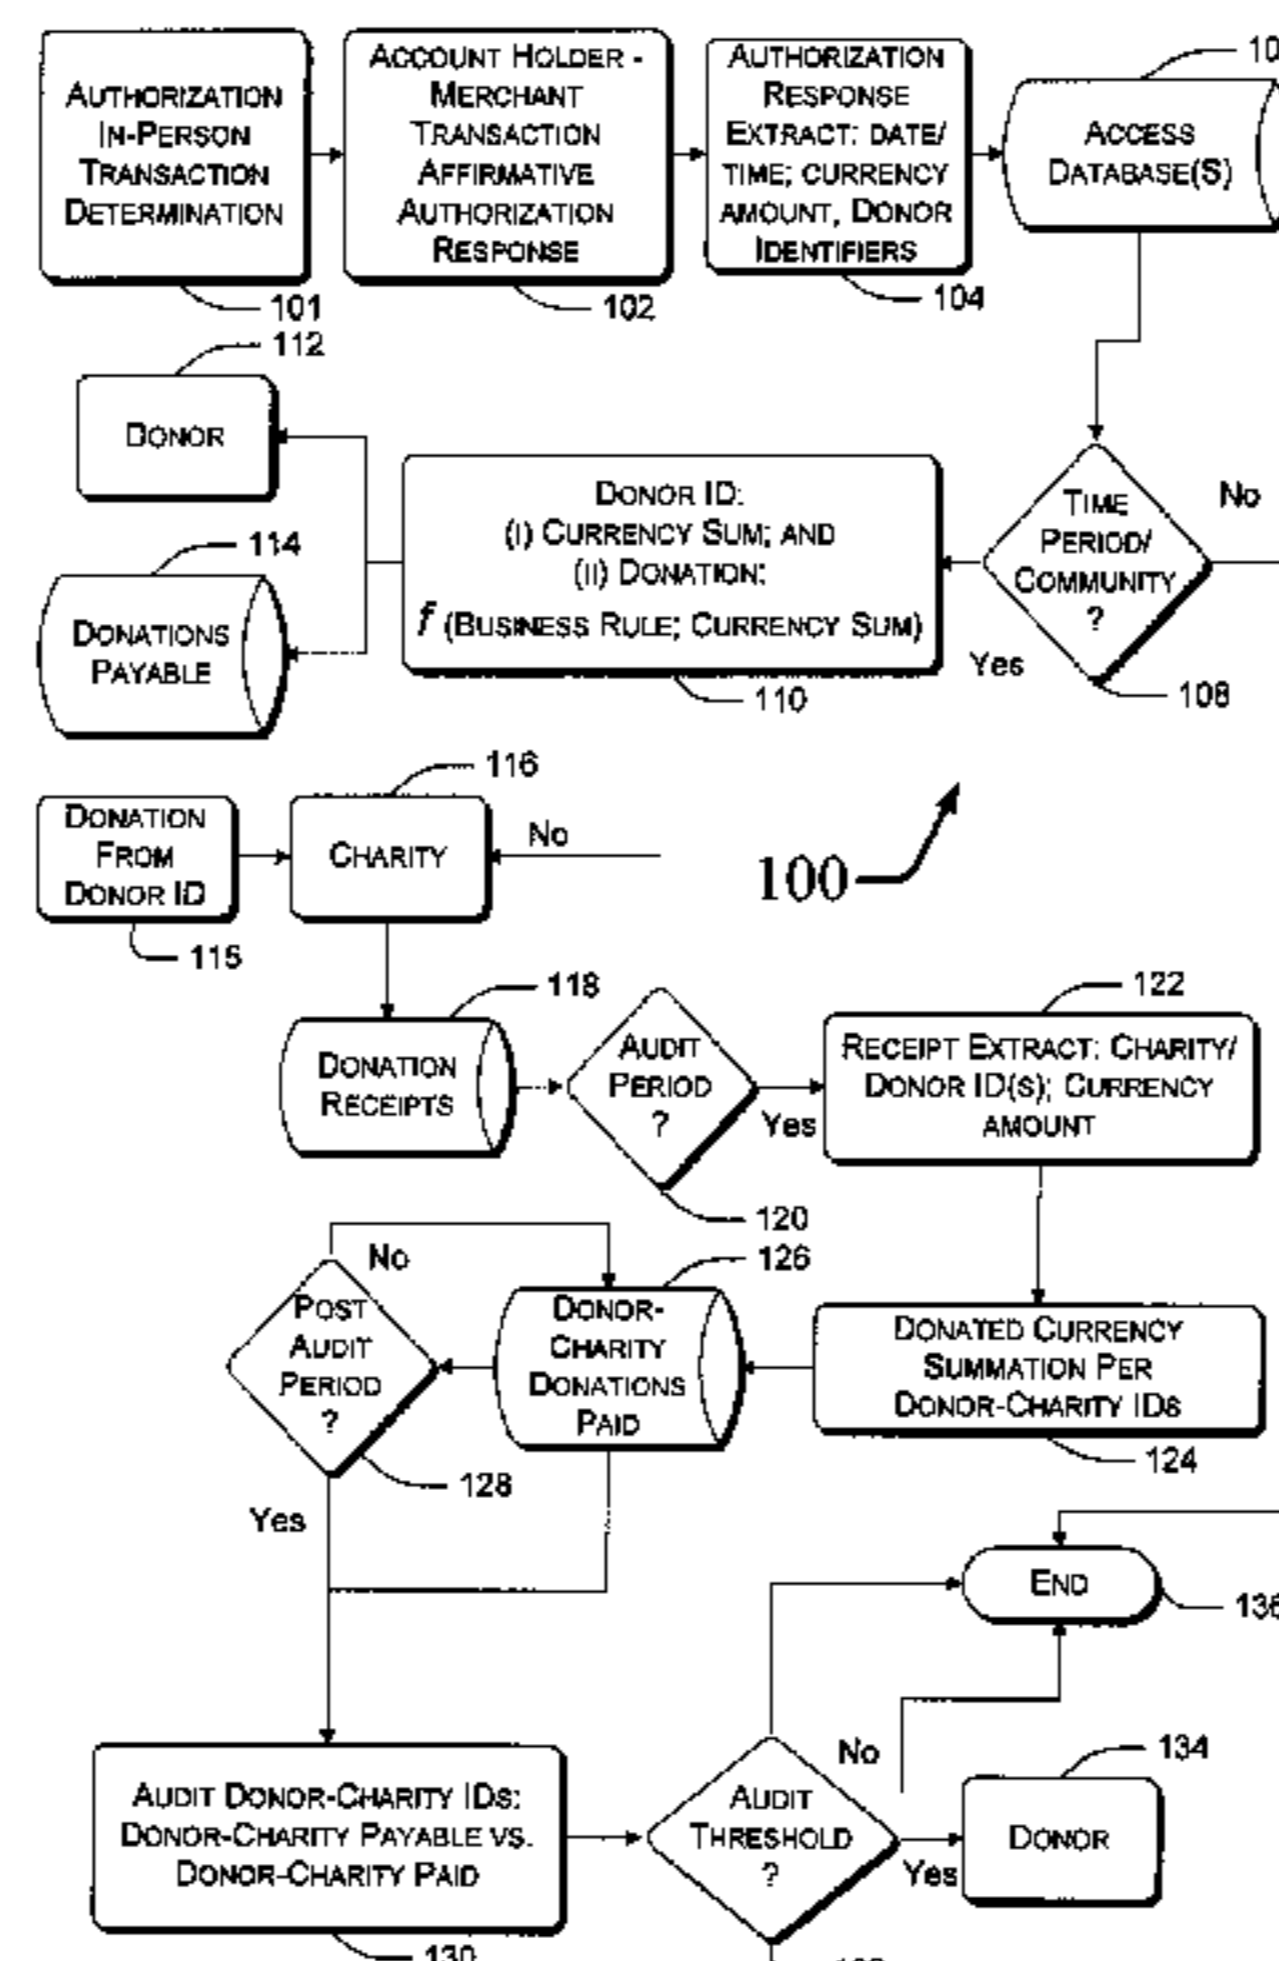 AUTHORIZATION
IN-PERSON
TRANSACTION
DETERMINATION
101
ACCOUNT HOLDER -
MERCHANT
TRANSACTION
AFFIRMATIVE
AUTHORIZATION
RESPONSE
102
AUTHORIZATION
RESPONSE
EXTRACT: DATE/
TIME; CURRENCY
AMOUNT, DONOR
IDENTIFIERS
104
ACCESS
DATABASE(S)
TIME
PERIOD/
COMMUNITY
?
No
Yes
108
DONOR ID:
(I) CURRENCY SUM; AND
(II) DONATION:
f (BUSINESS RULE; CURRENCY SUM)
110
112
DONOR
114
DONATIONS
PAYABLE
100
DONATION
FROM
DONOR ID
115
116
CHARITY
No
118
DONATION
RECEIPTS
AUDIT
PERIOD
?
Yes
120
122
RECEIPT EXTRACT: CHARITY/
DONOR ID(S); CURRENCY
AMOUNT
DONATED CURRENCY
SUMMATION PER
DONOR-CHARITY IDS
124
126
DONOR-
CHARITY
DONATIONS
PAID
No
POST
AUDIT
PERIOD
?
128
Yes
END
136
AUDIT DONOR-CHARITY IDS:
DONOR-CHARITY PAYABLE VS.
DONOR-CHARITY PAID
130
AUDIT
THRESHOLD
?
No
Yes
134
DONOR